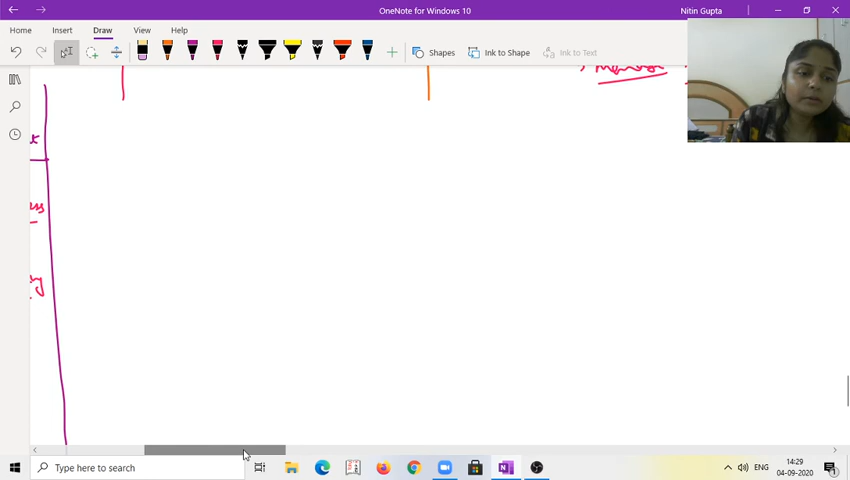 OneNote for Windows 10
Nitin Gupta
Home
Insert
Draw
View
Help
Shapes
Ink to Shape
Ink to Text
Type here to search
ENG
14:29
04-09-2020